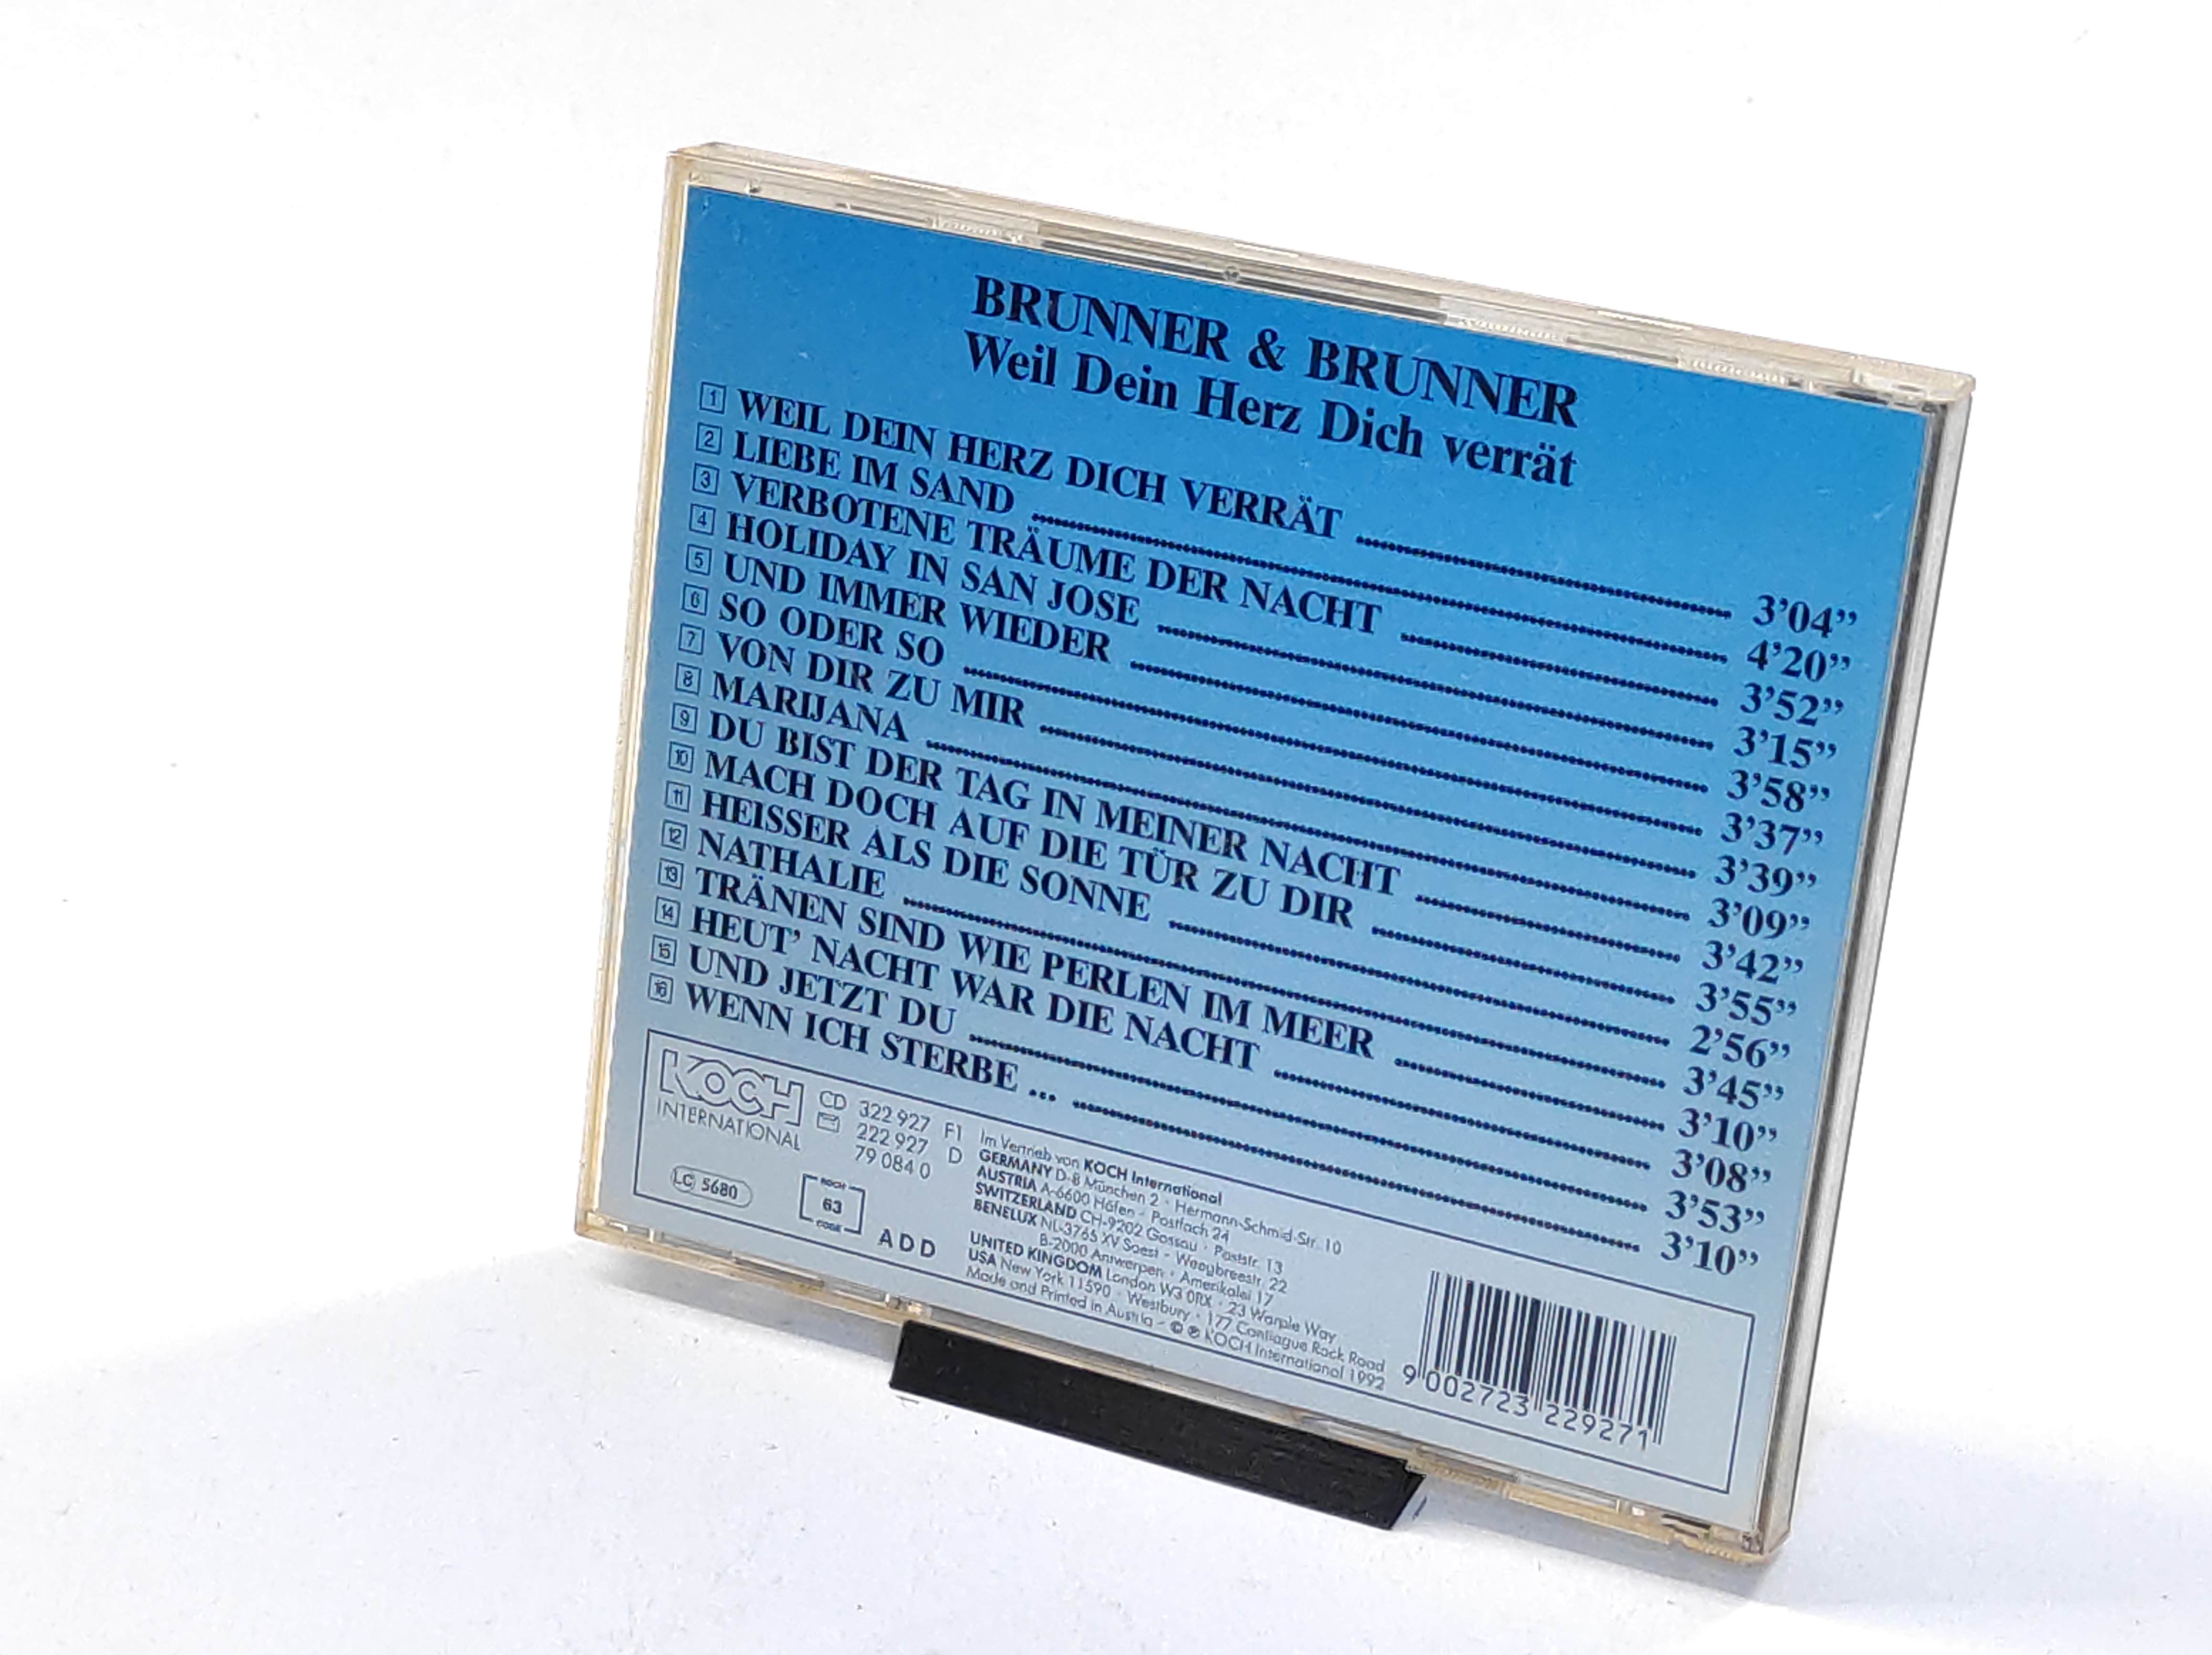 BRUNNER & BRUNNER
Weil Dein Herz Dich verrät
1 WEIL DEIN HERZ DICH VERRÄT 3’04”
2 LIEBE IM SAND 4’20”
3 VERBOTENE TRÄUME DER NACHT 3’52”
4 HOLIDAY IN SAN JOSE 3’15”
5 UND IMMER WIEDER 3’58”
6 SO ODER SO 3’37”
7 VON DIR ZU MIR 3’39”
8 MARIJANA 3’09”
9 DU BIST DER TAG IN MEINER NACHT 3’42”
10 MACH DOCH AUF DIE TÜR ZU DIR 3’55”
11 HEISSER ALS DIE SONNE 2’56”
12 NATHALIE 3’45”
13 TRÄNEN SIND WIE PERLEN IM MEER 3’10”
14 HEUT’ NACHT WAR DIE NACHT 3’08”
15 UND JETZT DU 3’53”
16 WENN ICH STERBE ... 3’10”
KOCH
INTERNATIONAL
CD 322 927 F1
222 927 D
79 084 0
LC 5680
KOCH
63
CODE
ADD
Im Vertrieb von KOCH International
GERMANY D-8 München 2 · Hermann-Schmid-Str. 10
AUSTRIA A-6600 Höfen - Postfach 24
SWITZERLAND CH-9202 Gossau · Poststr. 13
BENELUX NL-3765 XV Soest - Weegbreestr. 22
B-2000 Antwerpen · Amerikalei 17
UNITED KINGDOM London W3 0RX · 23 Warple Way
USA New York 11590 · Westbury · 177 Cantiague Rock Road
Made and Printed in Austria - © ℗ KOCH International 1992
9 002723 229271